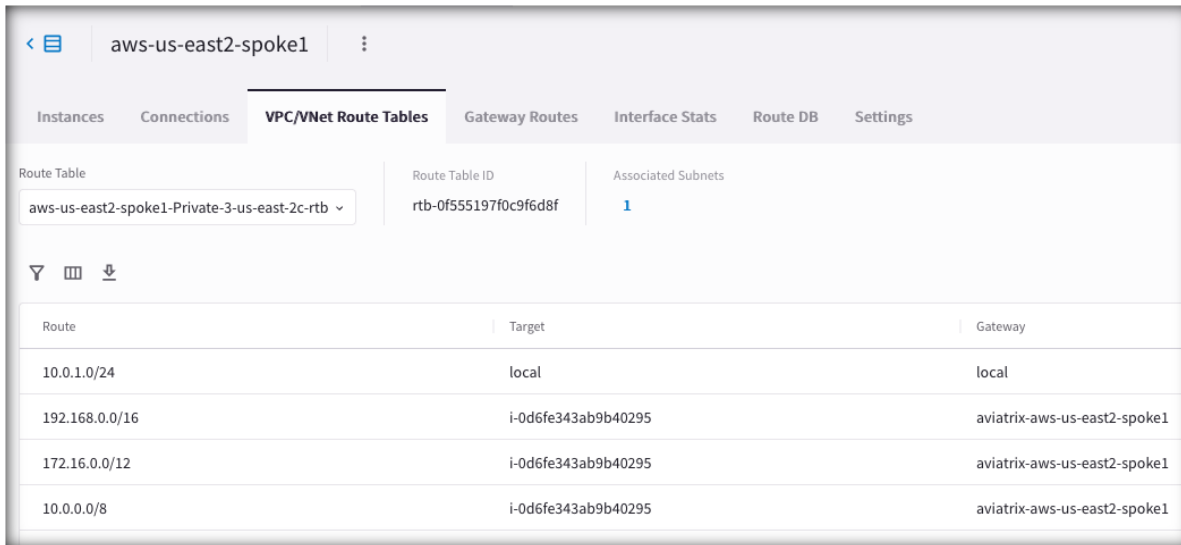 aws-us-east2-spoke1
Instances Connections VPC/VNet Route Tables Gateway Routes Interface Stats Route DB Settings
Route Table Route Table ID Associated Subnets
aws-us-east2-spoke1-Private-3-us-east-2c-rtb rtb-0f555197f0c9f6d8f 1
Route Target Gateway
10.0.1.0/24 local local
192.168.0.0/16 i-0d6fe343ab9b40295 aviatrix-aws-us-east2-spoke1
172.16.0.0/12 i-0d6fe343ab9b40295 aviatrix-aws-us-east2-spoke1
10.0.0.0/8 i-0d6fe343ab9b40295 aviatrix-aws-us-east2-spoke1